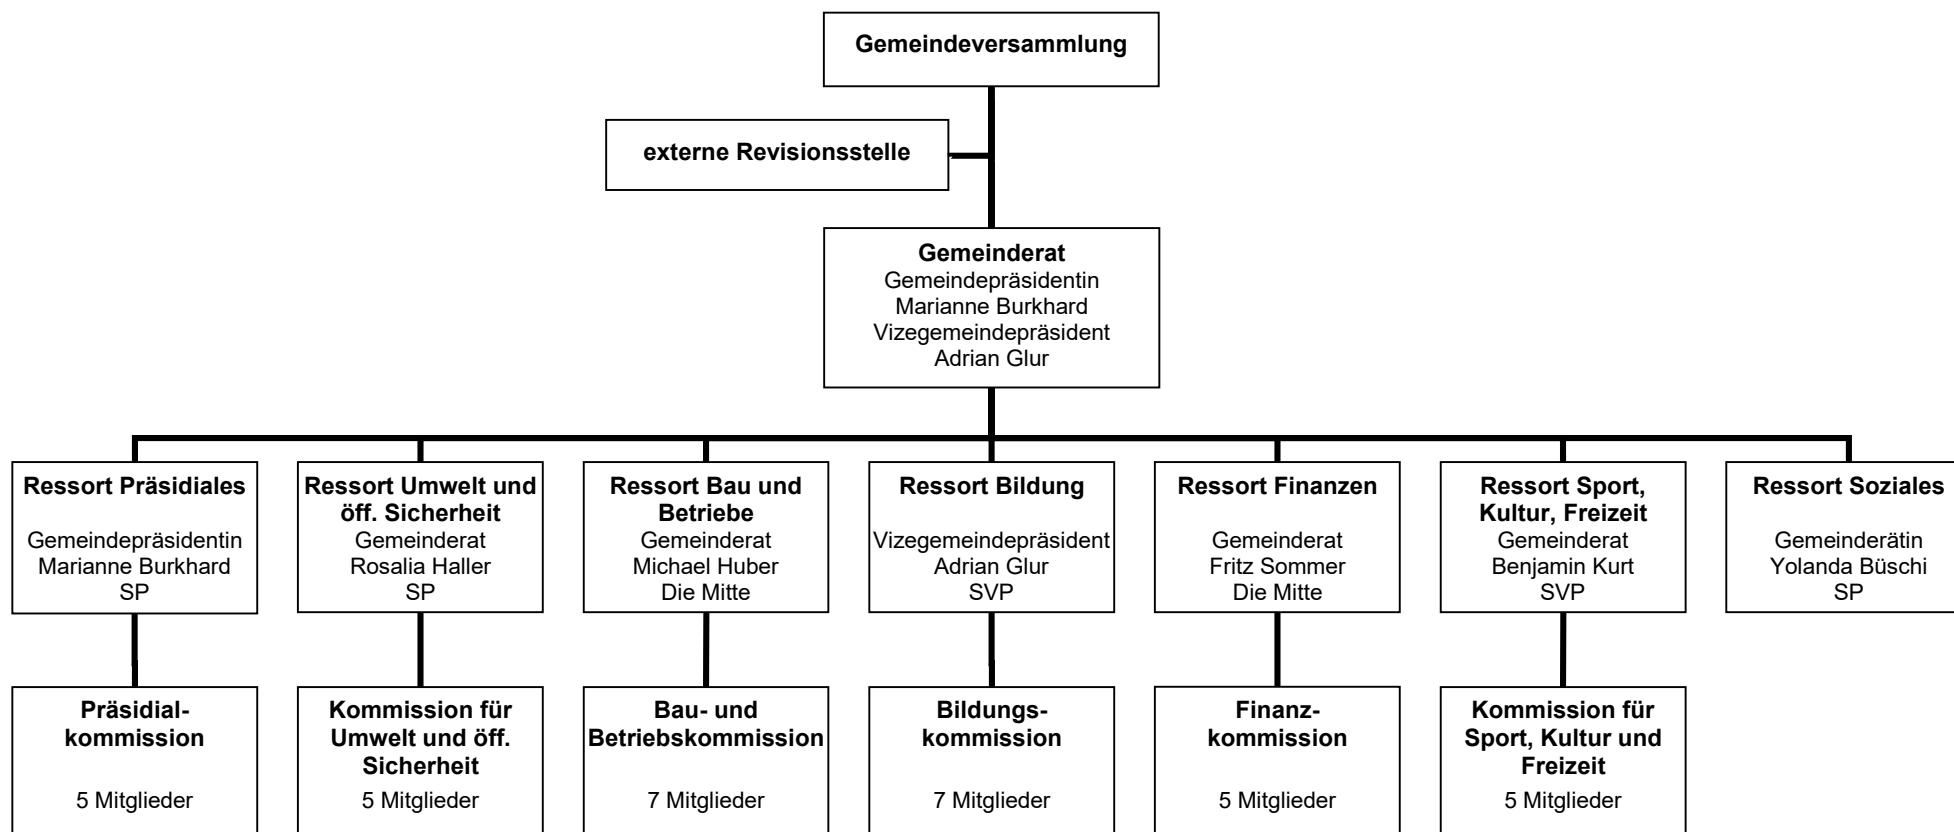 Gemeindeversammlung
externe Revisionsstelle
Gemeinderat
Gemeindepräsidentin
Marianne Burkhard
Vizegemeindepräsident
Adrian Glur
Ressort Präsidiales
Gemeindepräsidentin
Marianne Burkhard
SP
Ressort Umwelt und
öff. Sicherheit
Gemeinderat
Rosalia Haller
SP
Ressort Bau und
Betriebe
Gemeinderat
Michael Huber
Die Mitte
Ressort Bildung
Vizegemeindepräsident
Adrian Glur
SVP
Ressort Finanzen
Gemeinderat
Fritz Sommer
Die Mitte
Ressort Sport,
Kultur, Freizeit
Gemeinderat
Benjamin Kurt
SVP
Ressort Soziales
Gemeinderätin
Yolanda Büschi
SP
Präsidial-
kommission
5 Mitglieder
Kommission für
Umwelt und öff.
Sicherheit
5 Mitglieder
Bau- und
Betriebskommission
7 Mitglieder
Bildungs-
kommission
7 Mitglieder
Finanz-
kommission
5 Mitglieder
Kommission für
Sport, Kultur und
Freizeit
5 Mitglieder